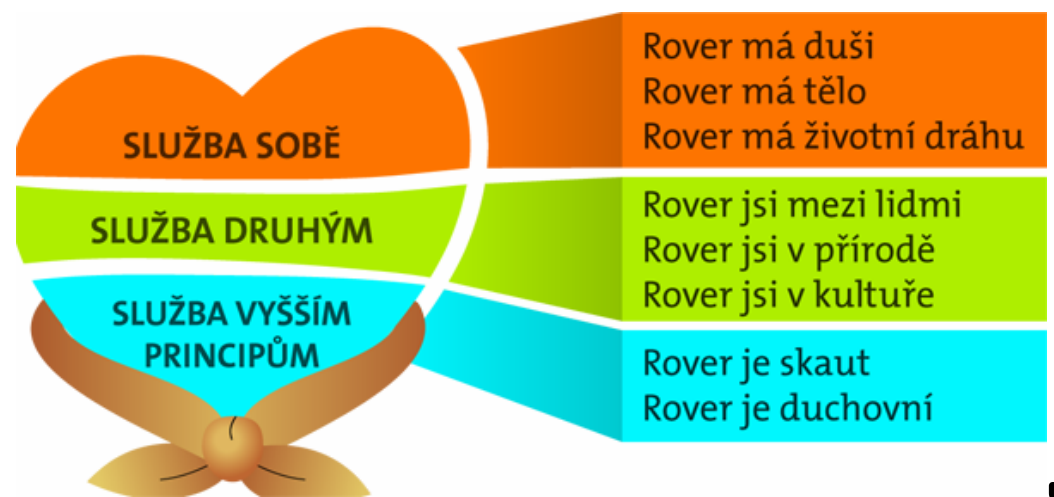 SLUŽBA SOBĚ
Rover má duši
Rover má tělo
Rover má životní dráhu
SLUŽBA DRUHÝM
Rover jsi mezi lidmi
Rover jsi v přírodě
Rover jsi v kultuře
SLUŽBA VYŠŠÍM
PRINCIPŮM
Rover je skaut
Rover je duchovní